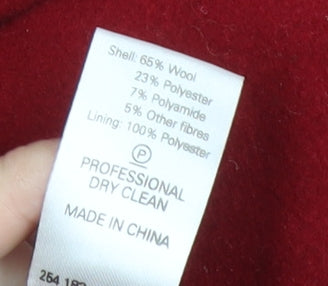 Shell: 65% Wool
23% Polyester
7% Polyamide
5% Other fibres
Lining: 100% Polyester
P
PROFESSIONAL
DRY CLEAN
MADE IN CHINA